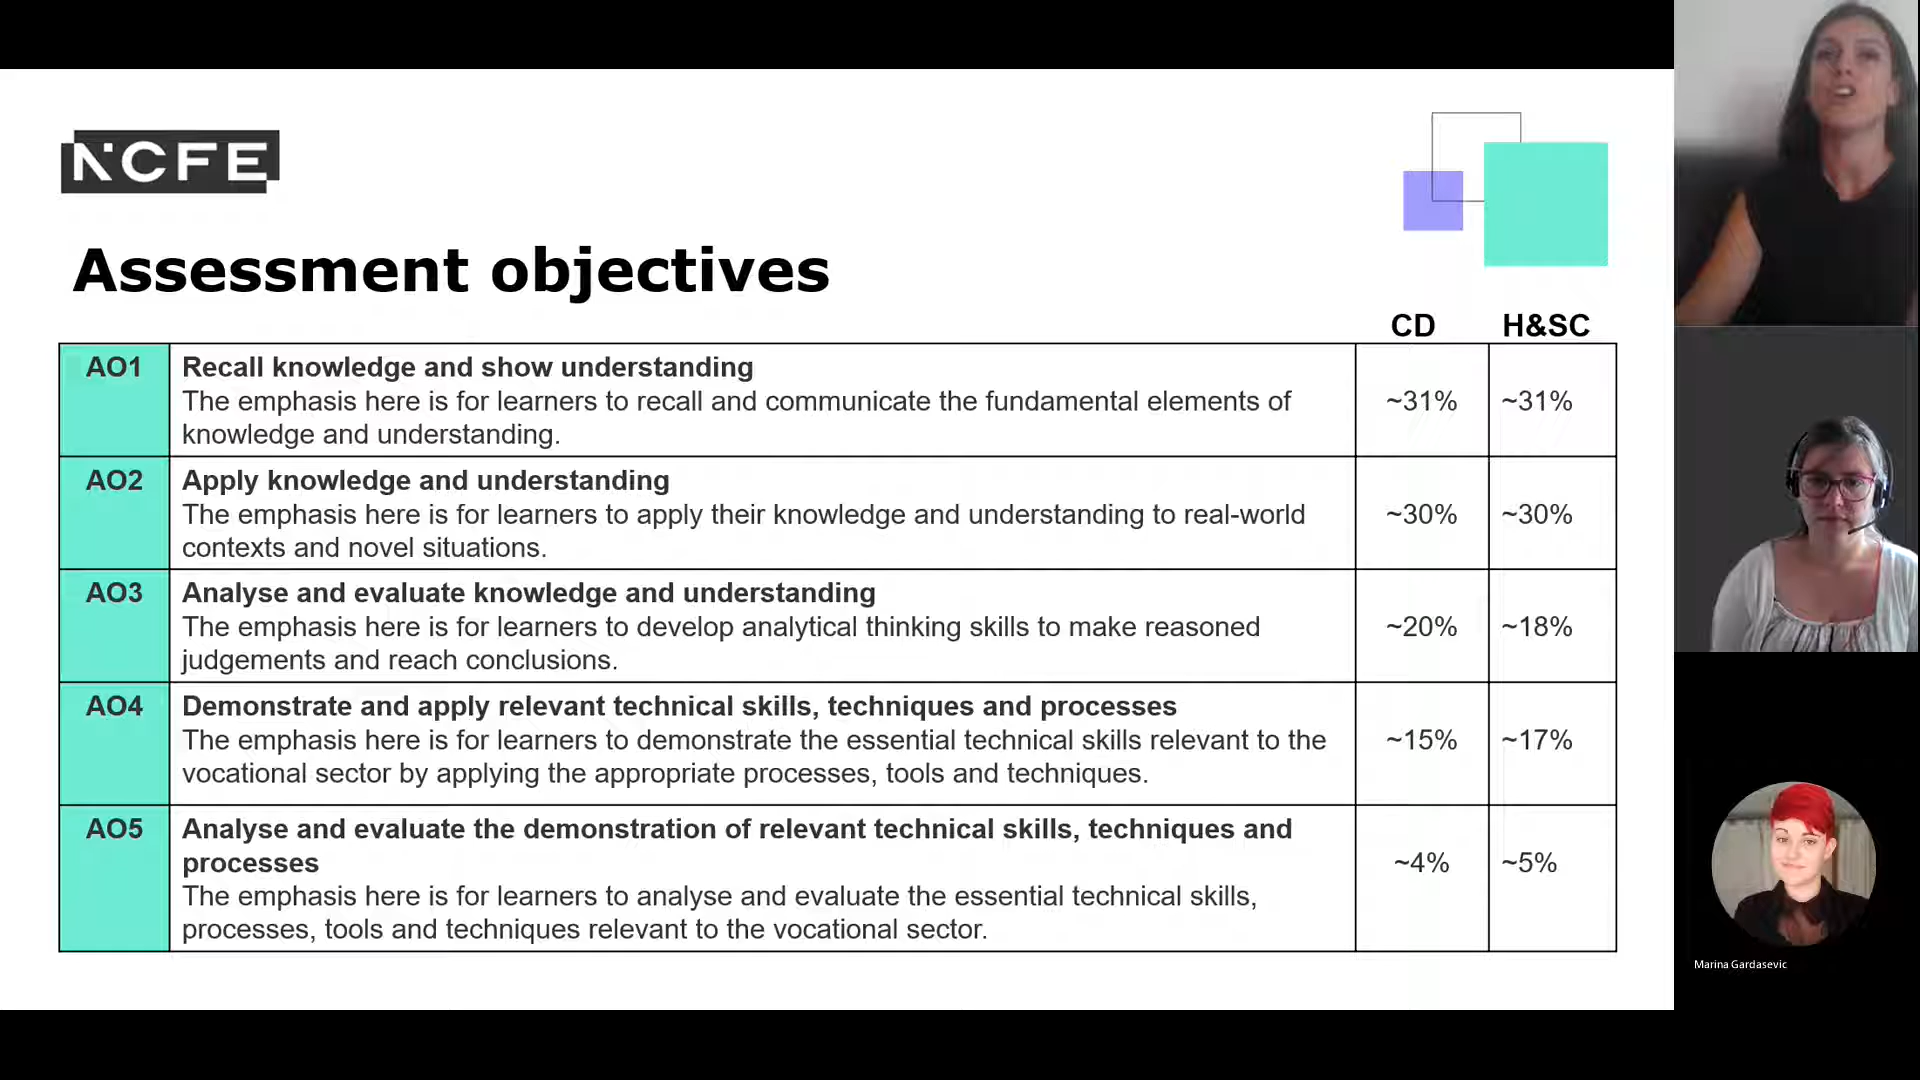 NCFE
Assessment objectives
CD H&SC
AO1 Recall knowledge and show understanding
The emphasis here is for learners to recall and communicate the fundamental elements of
knowledge and understanding.
~31% ~31%
AO2 Apply knowledge and understanding
The emphasis here is for learners to apply their knowledge and understanding to real-world
contexts and novel situations.
~30% ~30%
AO3 Analyse and evaluate knowledge and understanding
The emphasis here is for learners to develop analytical thinking skills to make reasoned
judgements and reach conclusions.
~20% ~18%
AO4 Demonstrate and apply relevant technical skills, techniques and processes
The emphasis here is for learners to demonstrate the essential technical skills relevant to the
vocational sector by applying the appropriate processes, tools and techniques.
~15% ~17%
AO5 Analyse and evaluate the demonstration of relevant technical skills, techniques and
processes
The emphasis here is for learners to analyse and evaluate the essential technical skills,
processes, tools and techniques relevant to the vocational sector.
~4% ~5%
Marina Gardasevic